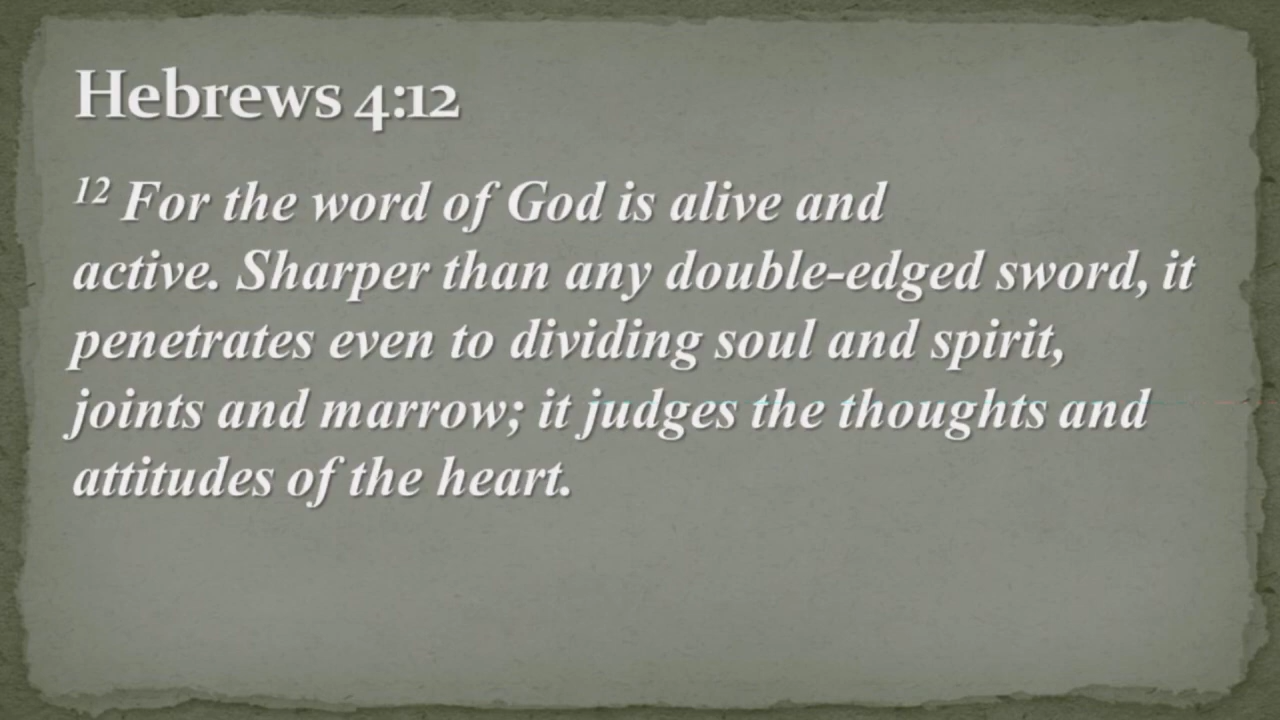 Hebrews 4:12
12 For the word of God is alive and
active. Sharper than any double-edged sword, it
penetrates even to dividing soul and spirit,
joints and marrow; it judges the thoughts and
attitudes of the heart.